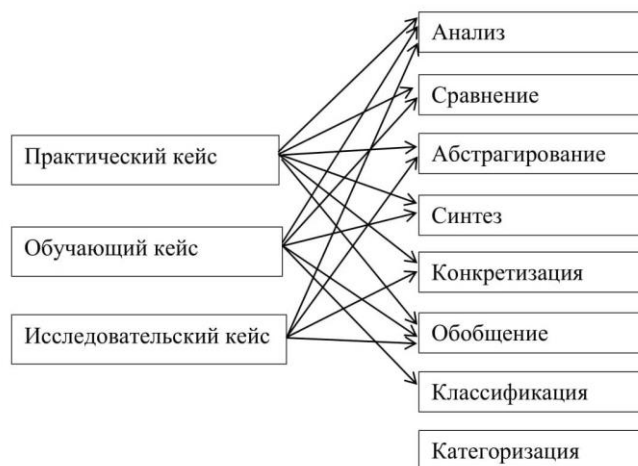 Практический кейс
Обучающий кейс
Исследовательский кейс
Анализ
Сравнение
Абстрагирование
Синтез
Конкретизация
Обобщение
Классификация
Категоризация